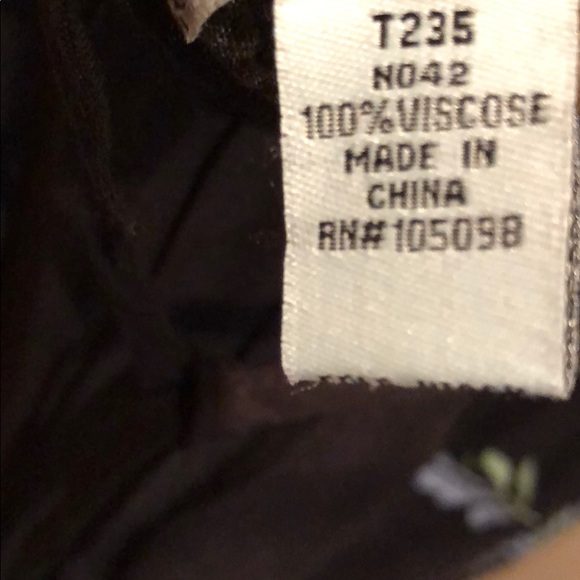 T235
N042
100%VISCOSE
MADE IN
CHINA
RN#105098